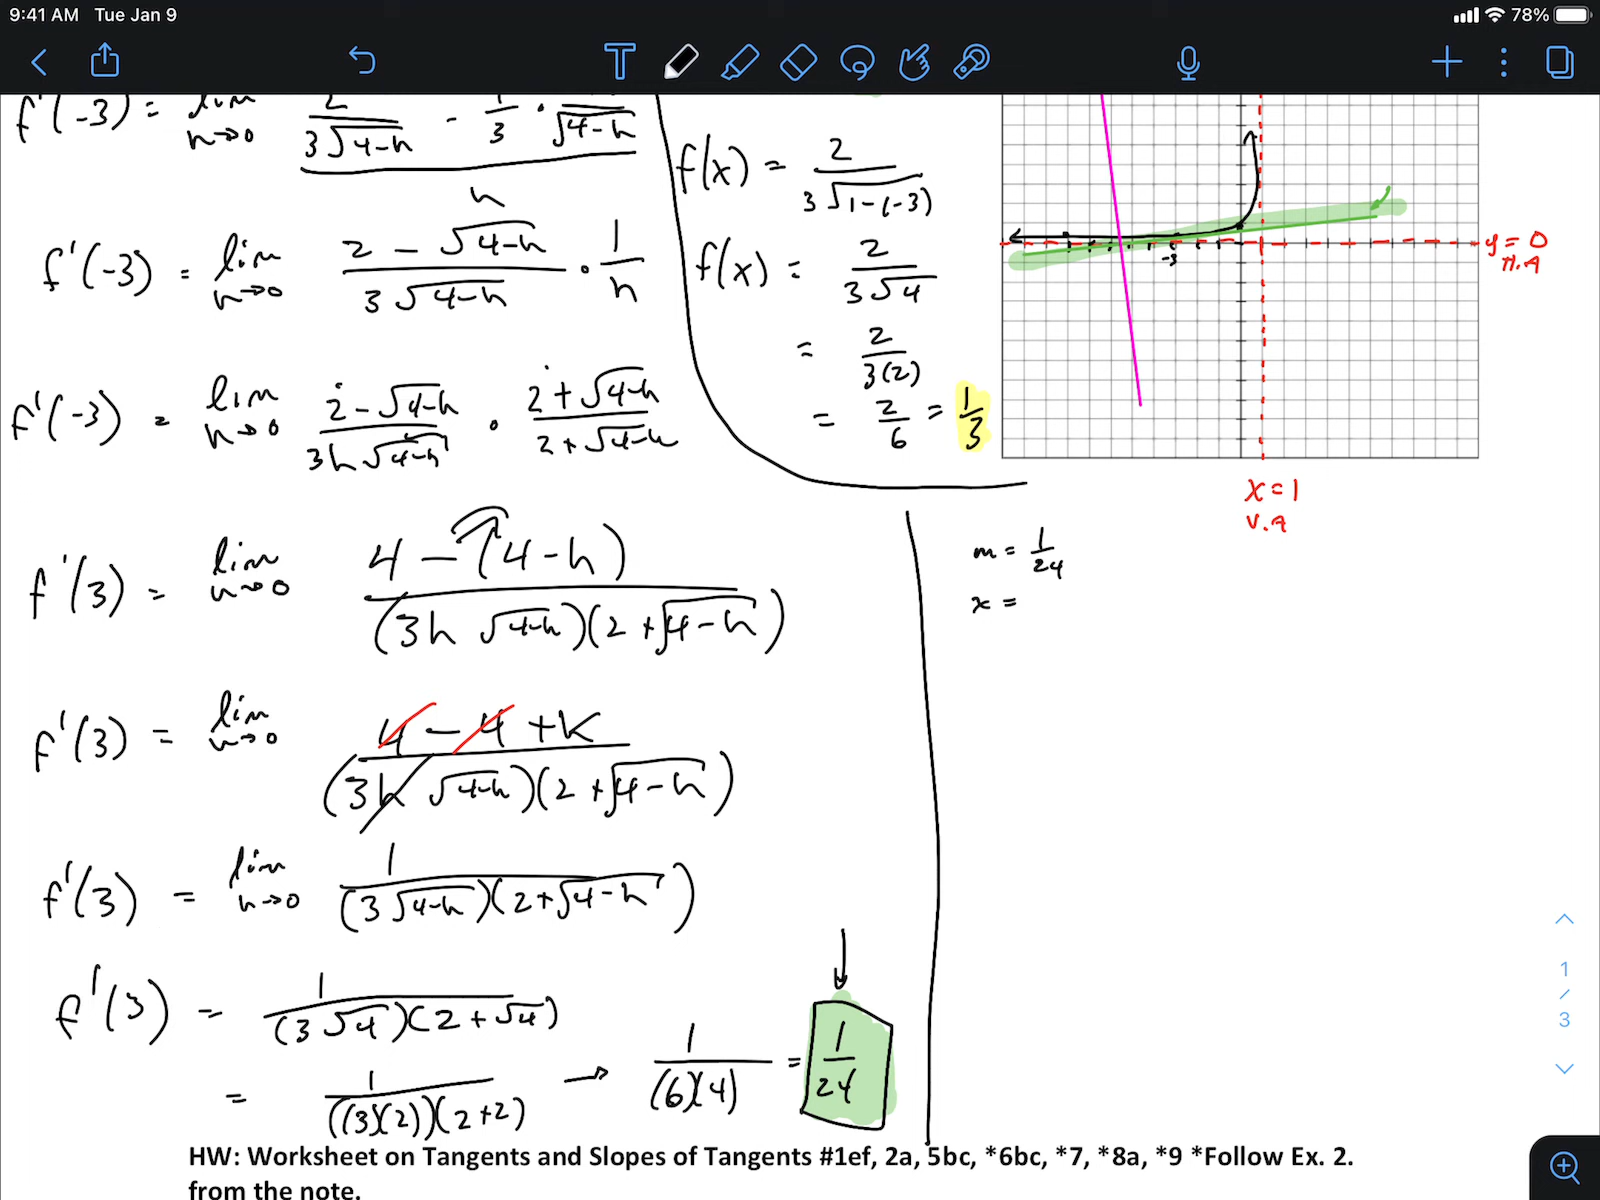 9:41 AM Tue Jan 9
78%
f'(-3) = lim h→0 2/(3√4-h) - 1/3 · /√4-h
h
f'(-3) = lim h→0 (2 - √4-h)/(3√4-h) · 1/h
f'(-3) = lim h→0 (2 - √4-h)/(3h√4-h) · (2 + √4-h)/(2 + √4-h)
f'(3) = lim h→0 (4 - (4-h))/((3h √4-h)(2 + √4-h))
f'(3) = lim h→0 (4 - 4 + h)/((3h √4-h)(2 + √4-h))
f'(3) = lim h→0 1/((3√4-h)(2 + √4-h))
f'(3) = 1/((3√4)(2 + √4))
= 1/(((3)(2))(2+2)) → 1/((6)(4)) = 1/24
f(x) = 2/(3√1-(-3))
f(x) = 2/(3√4)
= 2/(3(2))
= 2/6 = 1/3
-3
y = 0
H.A
x = 1
V.A
m = 1/24
x =
1
/
3
HW: Worksheet on Tangents and Slopes of Tangents #1ef, 2a, 5bc, *6bc, *7, *8a, *9 *Follow Ex. 2.
from the note.